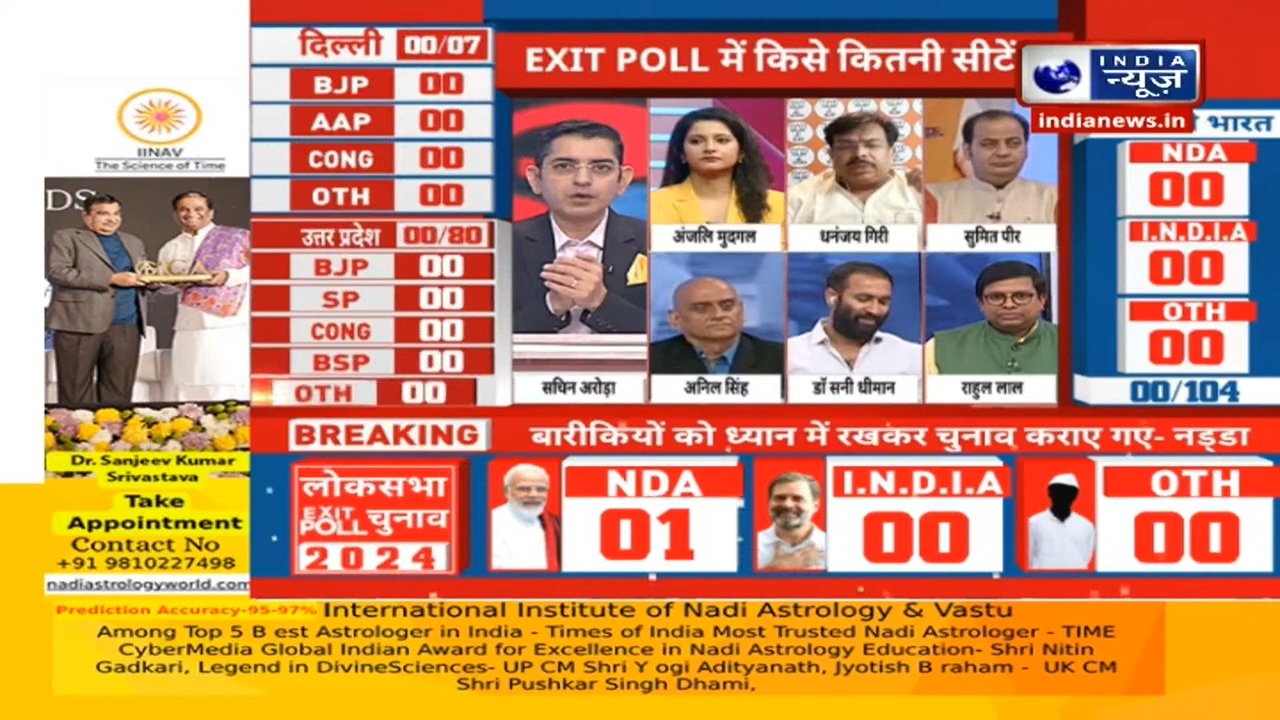 दिल्ली 00/07
BJP 00
AAP 00
CONG 00
OTH 00
उत्तर प्रदेश 00/80
BJP 00
SP 00
CONG 00
BSP 00
OTH 00
EXIT POLL में किसे कितनी सीटें
INDIA
न्यूज़
indianews.in
भारत
NDA
00
I.N.D.I.A
00
OTH
00
00/104
अंजलि मुदगल
धनंजय गिरी
सुमित पीर
सचिन अरोड़ा
अनिल सिंह
डॉ सनी धीमान
राहुल लाल
BREAKING
बारीकियों को ध्यान में रखकर चुनाव कराए गए- नड्डा
लोकसभा
EXIT POLL चुनाव
2024
NDA
01
I.N.D.I.A
00
OTH
00
IINAV
The Science of Time
DS
Dr. Sanjeev Kumar
Srivastava
Take
Appointment
Contact No
+91 9810227498
nadiastrologyworld.com
Prediction Accuracy-95-97% International Institute of Nadi Astrology & Vastu
Among Top 5 B est Astrologer in India - Times of India Most Trusted Nadi Astrologer - TIME
CyberMedia Global Indian Award for Excellence in Nadi Astrology Education- Shri Nitin
Gadkari, Legend in DivineSciences- UP CM Shri Y ogi Adityanath, Jyotish B raham - UK CM
Shri Pushkar Singh Dhami,